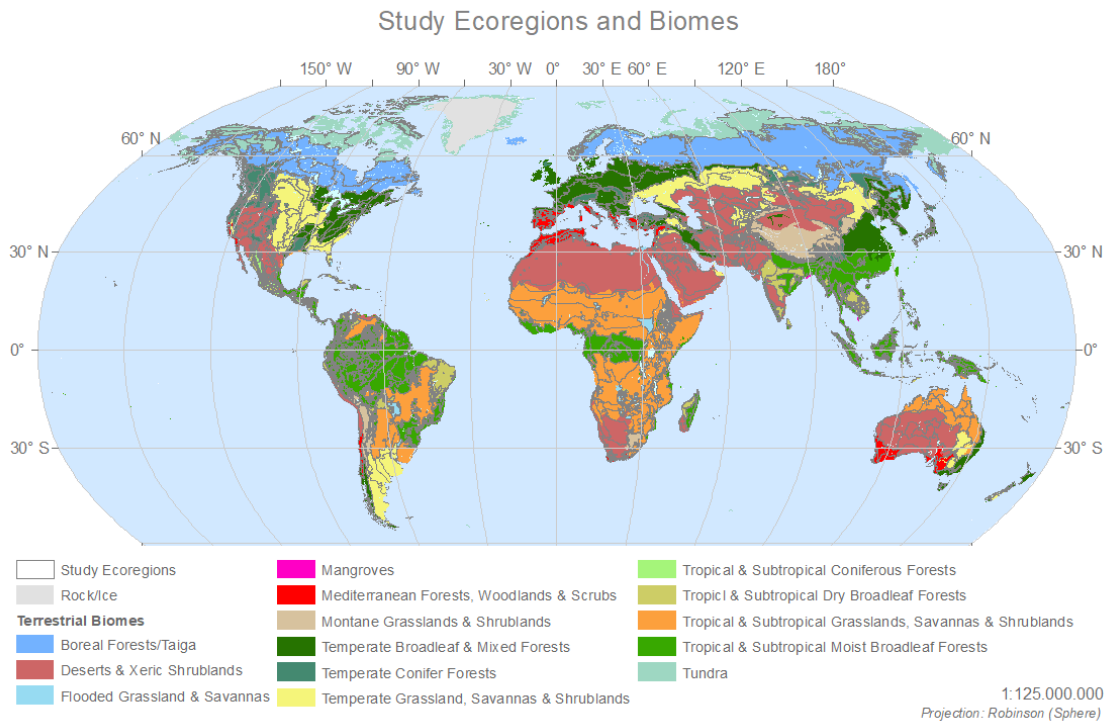 Study Ecoregions and Biomes
150° W 90° W 30° W 0° 30° E 60° E 120° E 180°
60° N 60° N
30° N 30° N
0° 0°
30° S 30° S
Study Ecoregions
Rock/Ice
Terrestrial Biomes
Boreal Forests/Taiga
Deserts & Xeric Shrublands
Flooded Grassland & Savannas
Mangroves
Mediterranean Forests, Woodlands & Scrubs
Montane Grasslands & Shrublands
Temperate Broadleaf & Mixed Forests
Temperate Conifer Forests
Temperate Grassland, Savannas & Shrublands
Tropical & Subtropical Coniferous Forests
Tropicl & Subtropical Dry Broadleaf Forests
Tropical & Subtropical Grasslands, Savannas & Shrublands
Tropical & Subtropical Moist Broadleaf Forests
Tundra
1:125.000.000
Projection: Robinson (Sphere)